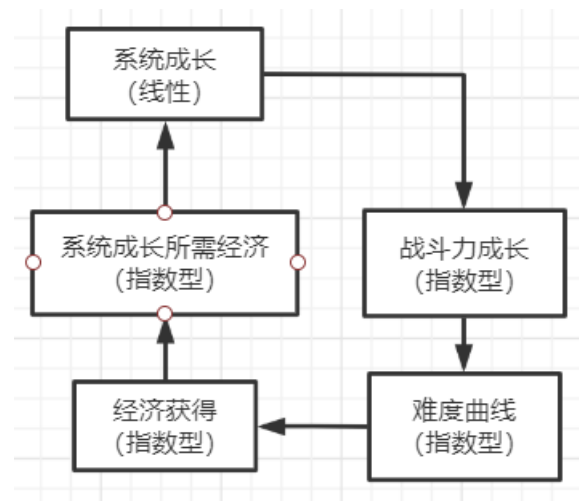 系统成长
(线性)
系统成长所需经济
(指数型)
战斗力成长
(指数型)
经济获得
(指数型)
难度曲线
(指数型)